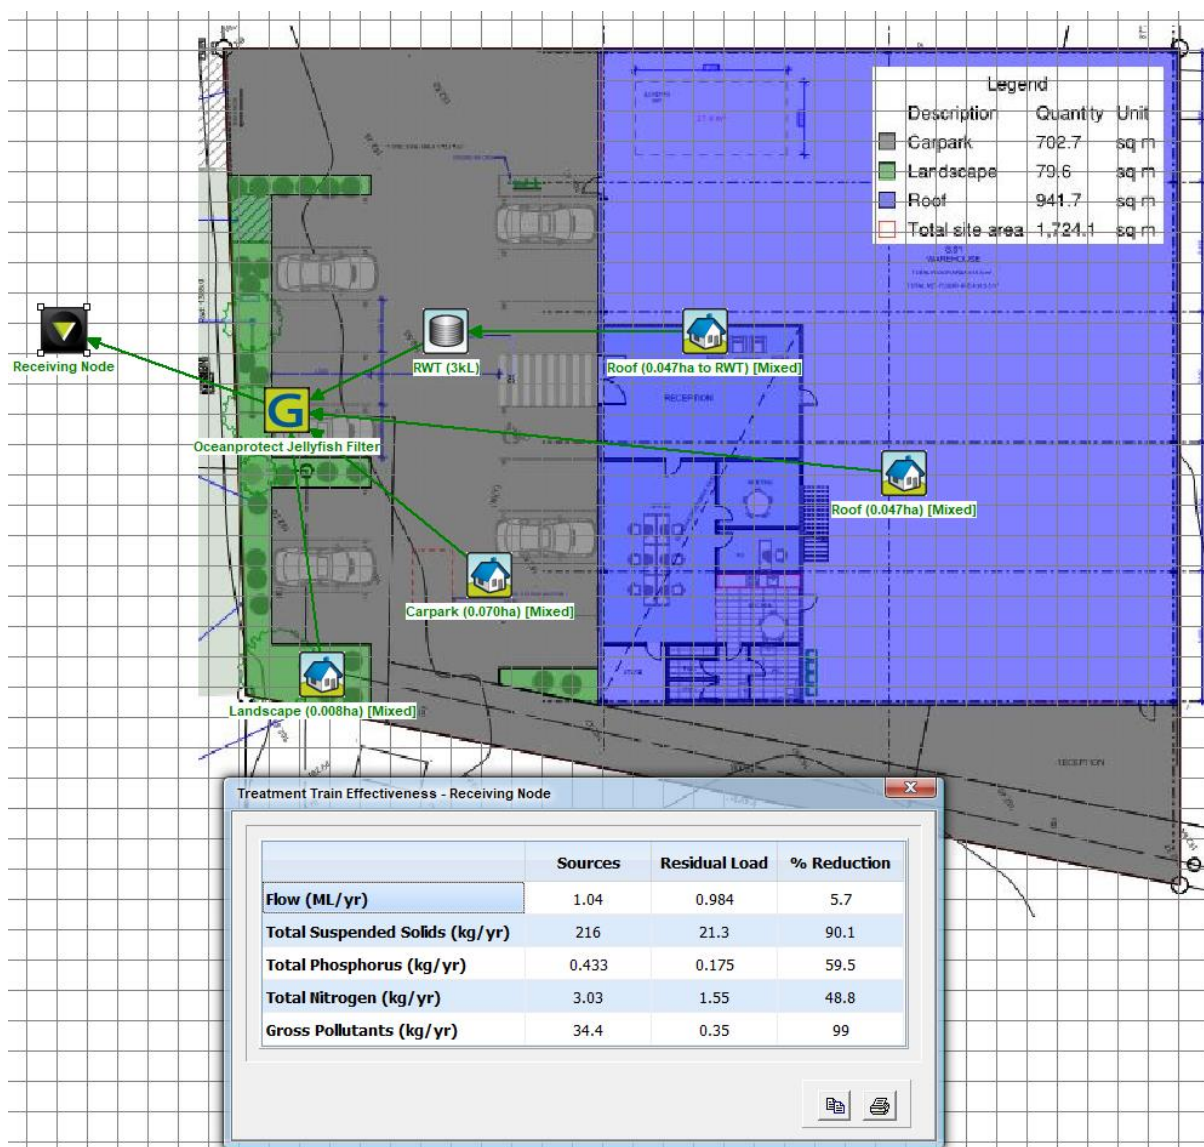 Legend
Description Quantity Unit
Carpark 702.7 sq m
Landscape 79.6 sq m
Roof 941.7 sq m
Total site area 1,724.1 sq m
WAREHOUSE
Receiving Node
RWT (3kL)
Roof (0.047ha to RWT) [Mixed]
RECEPTION
Oceanprotect Jellyfish Filter
Roof (0.047ha) [Mixed]
Carpark (0.070ha) [Mixed]
Landscape (0.008ha) [Mixed]
RECEPTION
Treatment Train Effectiveness - Receiving Node
Sources Residual Load % Reduction
Flow (ML/yr) 1.04 0.984 5.7
Total Suspended Solids (kg/yr) 216 21.3 90.1
Total Phosphorus (kg/yr) 0.433 0.175 59.5
Total Nitrogen (kg/yr) 3.03 1.55 48.8
Gross Pollutants (kg/yr) 34.4 0.35 99